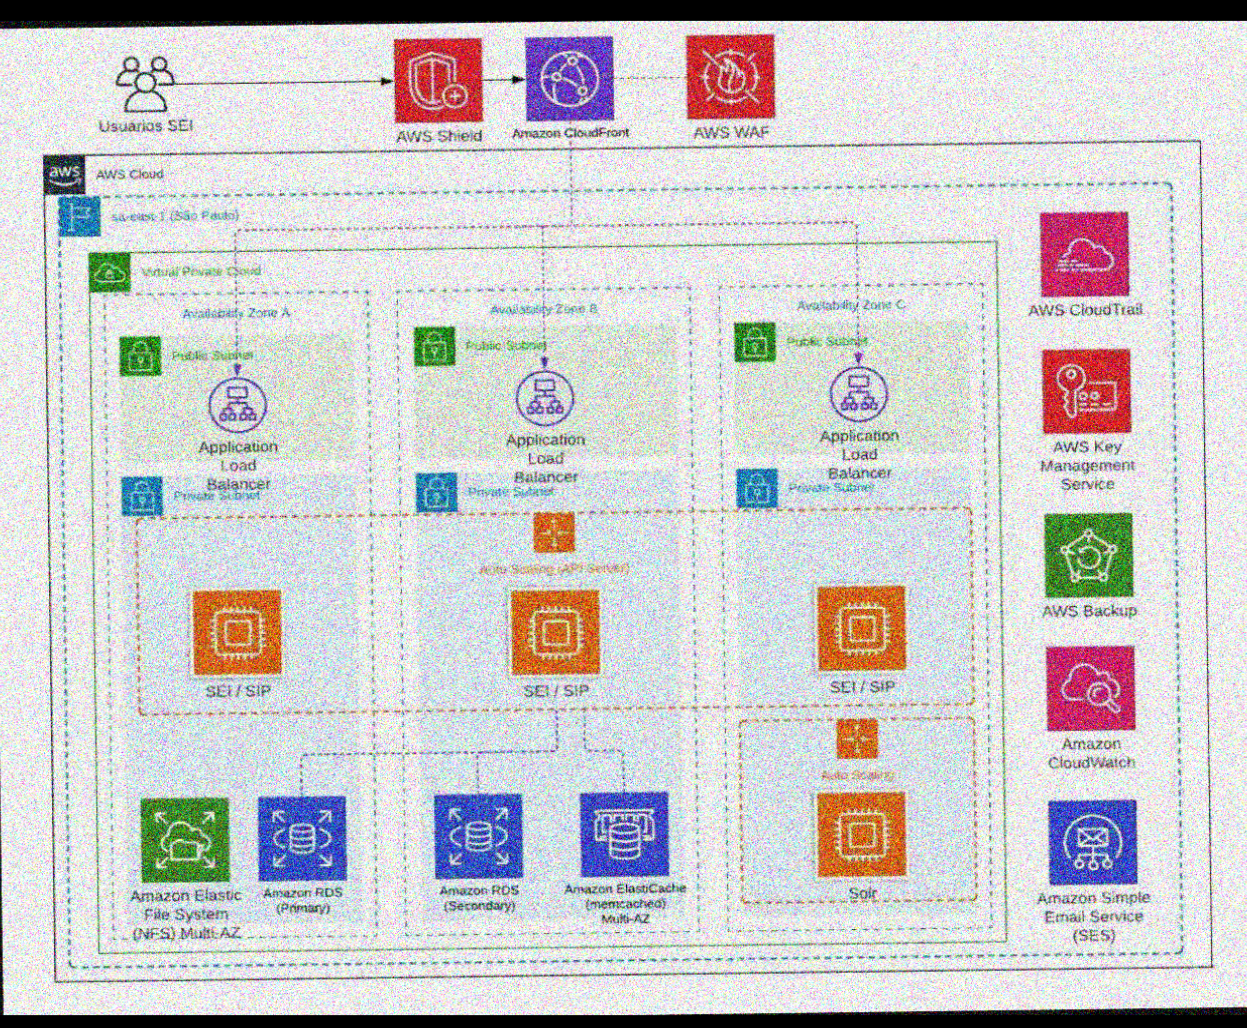 Usuários SEI
AWS Shield
Amazon CloudFront
AWS WAF
aws
AWS Cloud
sa-east-1 (São Paulo)
Virtual Private Cloud
Availability Zone A
Availability Zone B
Availability Zone C
Public Subnet
Public Subnet
Public Subnet
Application
Load
Balancer
Application
Load
Balancer
Application
Load
Balancer
Private Subnet
Private Subnet
Private Subnet
Auto Scaling (API Server)
SEI / SIP
SEI / SIP
SEI / SIP
Auto Scaling
Solr
Amazon Elastic
File System
(NFS) Multi-AZ
Amazon RDS
(Primary)
Amazon RDS
(Secondary)
Amazon ElastiCache
(memcached)
Multi-AZ
AWS CloudTrail
AWS Key
Management
Service
AWS Backup
Amazon
CloudWatch
Amazon Simple
Email Service
(SES)